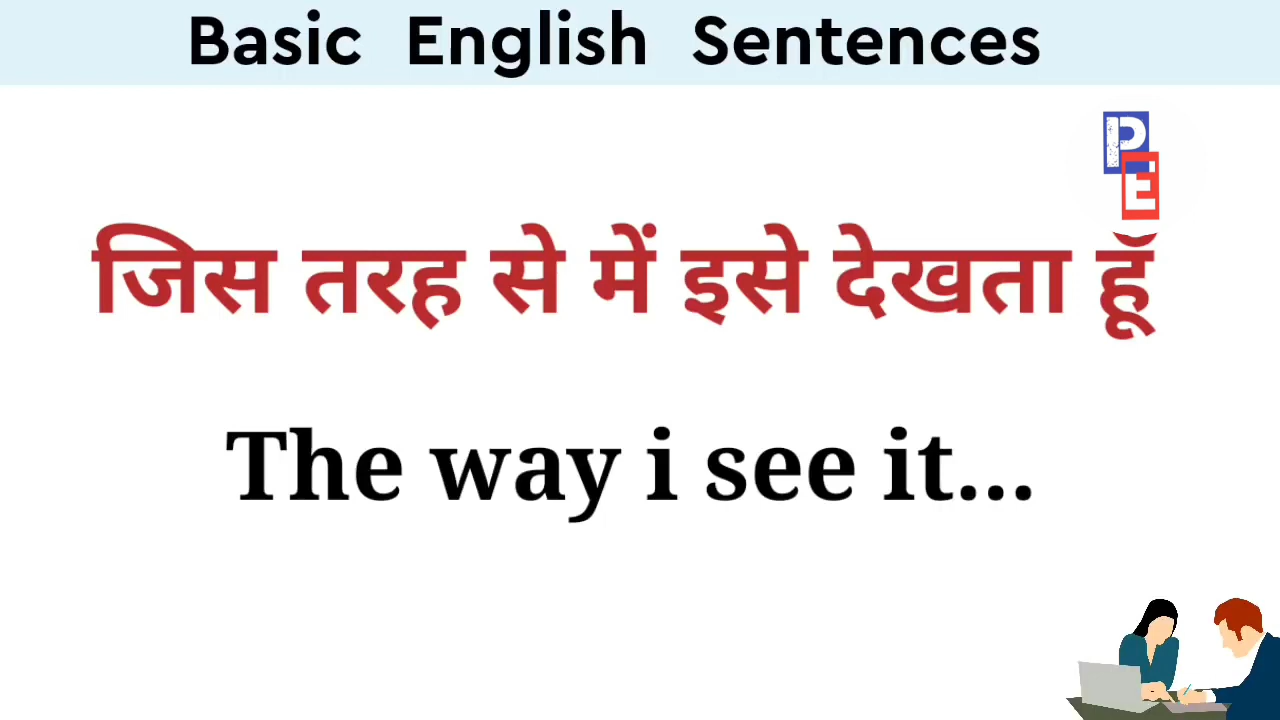 Basic English Sentences
PE
जिस तरह से में इसे देखता हूॅ
The way i see it...